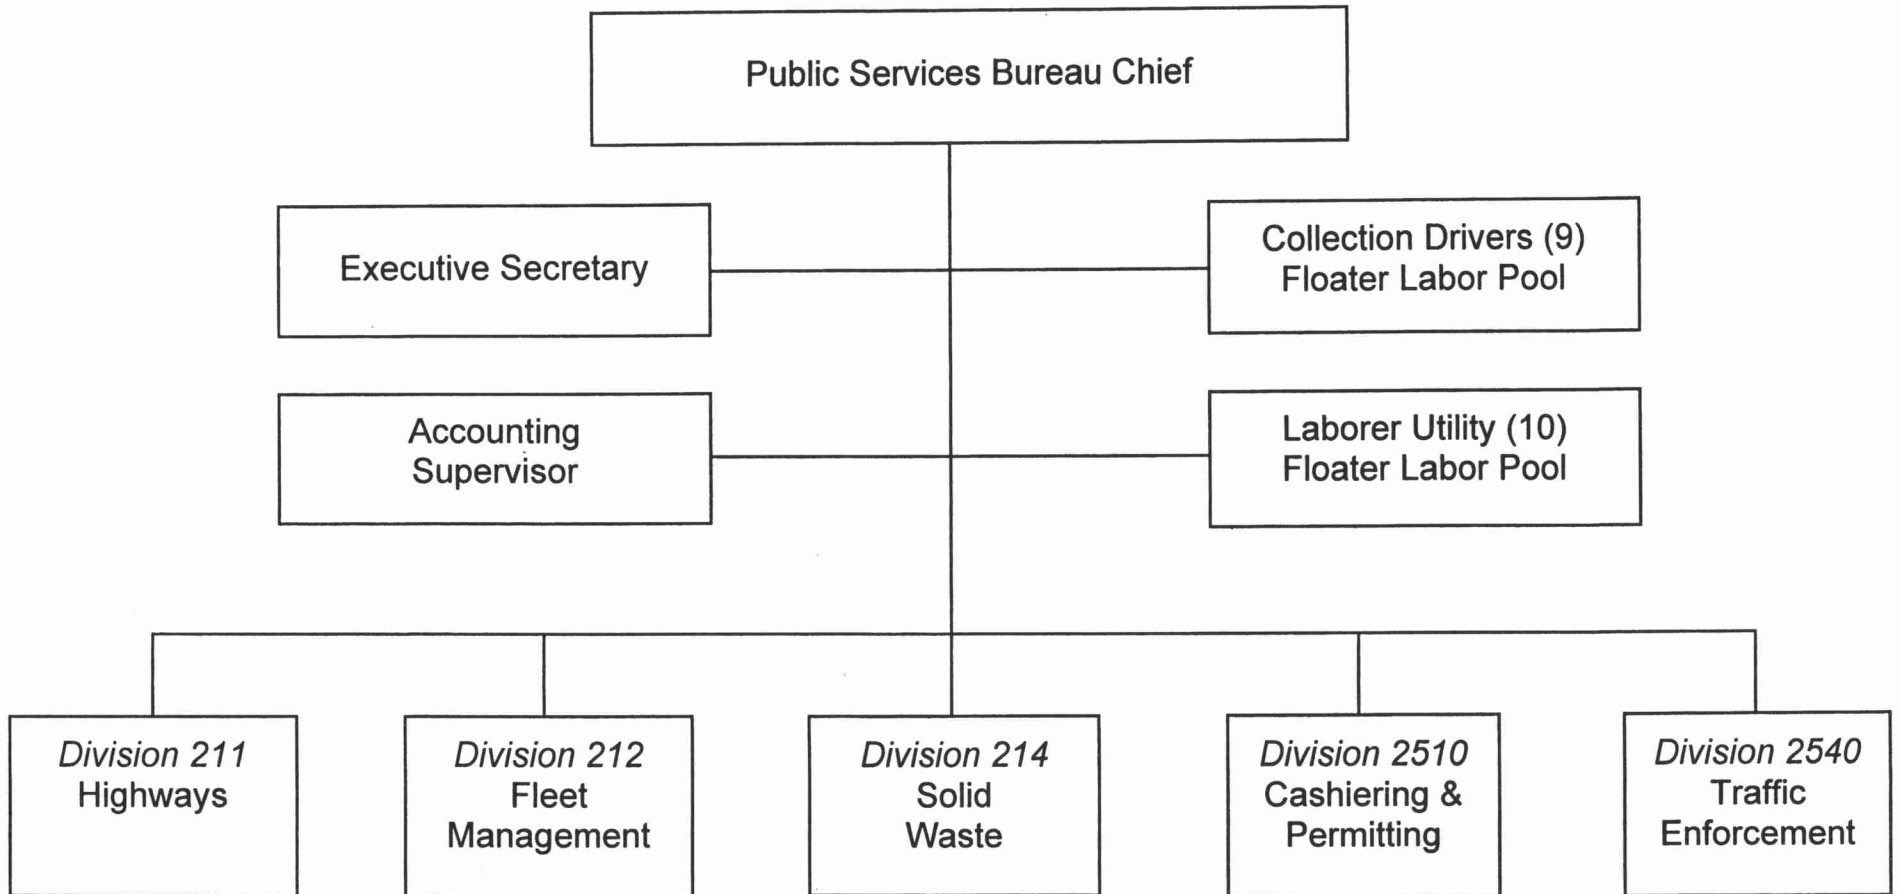 Public Services Bureau Chief
Executive Secretary
Collection Drivers (9)
Floater Labor Pool
Accounting
Supervisor
Laborer Utility (10)
Floater Labor Pool
Division 211
Highways
Division 212
Fleet
Management
Division 214
Solid
Waste
Division 2510
Cashiering &
Permitting
Division 2540
Traffic
Enforcement